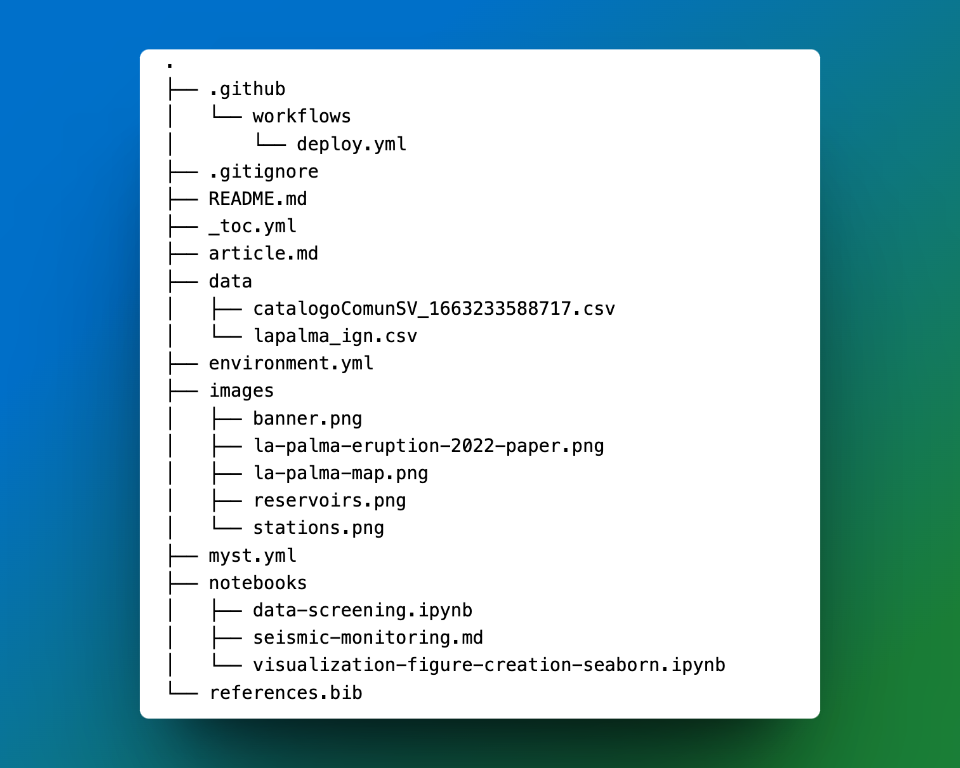 .
├── .github
│   └── workflows
│       └── deploy.yml
├── .gitignore
├── README.md
├── _toc.yml
├── article.md
├── data
│   ├── catalogoComunSV_1663233588717.csv
│   └── lapalma_ign.csv
├── environment.yml
├── images
│   ├── banner.png
│   ├── la-palma-eruption-2022-paper.png
│   ├── la-palma-map.png
│   ├── reservoirs.png
│   └── stations.png
├── myst.yml
├── notebooks
│   ├── data-screening.ipynb
│   ├── seismic-monitoring.md
│   └── visualization-figure-creation-seaborn.ipynb
└── references.bib